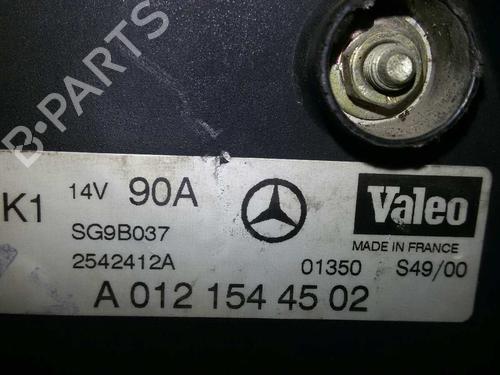 B-PARTS
K1 14V 90A Valeo
SG9B037 MADE IN FRANCE
2542412A 01350 S49/00
A 012 154 45 02